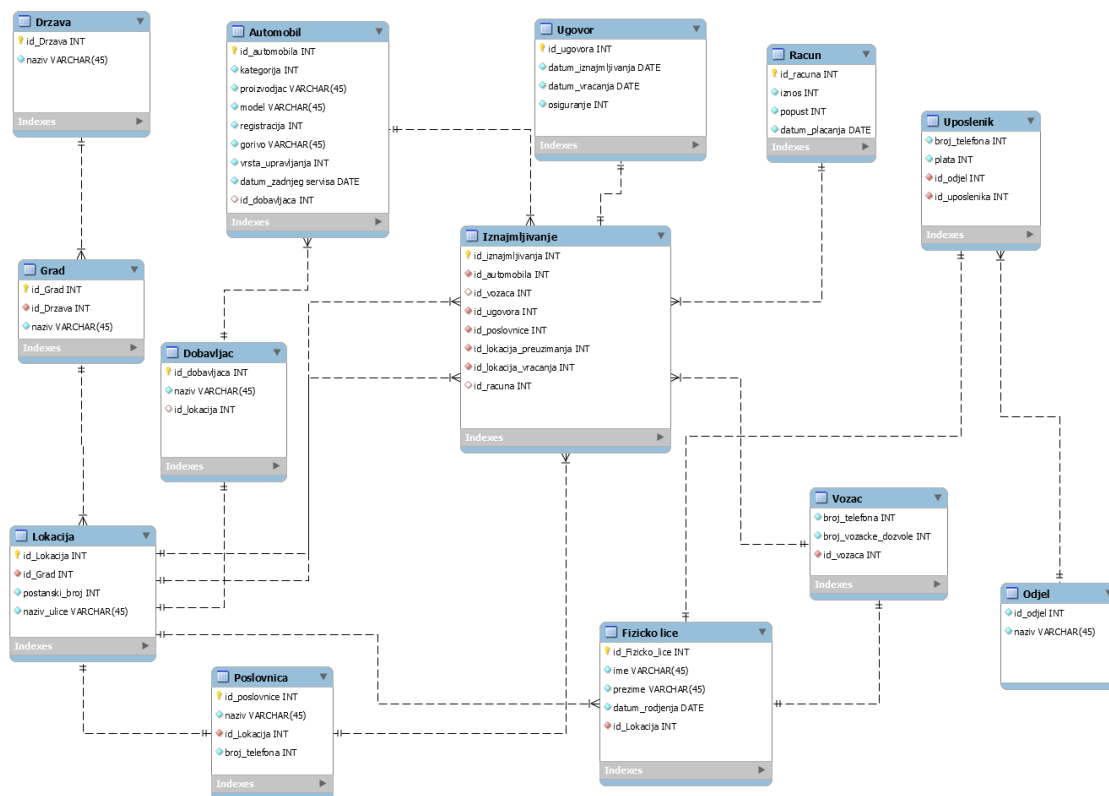 Drzava
id_Drzava INT
naziv VARCHAR(45)
Indexes
Automobil
id_automobila INT
kategorija INT
proizvodjac VARCHAR(45)
model VARCHAR(45)
registracija INT
gorivo VARCHAR(45)
vrsta_upravljanja INT
datum_zadnjeg servisa DATE
id_dobavljaca INT
Indexes
Ugovor
id_ugovora INT
datum_iznajmljivanja DATE
datum_vracanja DATE
osiguranje INT
Indexes
Racun
id_racuna INT
iznos INT
popust INT
datum_placanja DATE
Indexes
Uposlenik
broj_telefona INT
plata INT
id_odjel INT
id_uposlenika INT
Indexes
Grad
id_Grad INT
id_Drzava INT
naziv VARCHAR(45)
Indexes
Iznajmljivanje
id_iznajmljivanja INT
id_automobila INT
id_vozaca INT
id_ugovora INT
id_poslovnice INT
id_lokacija_preuzimanja INT
id_lokacija_vracanja INT
id_racuna INT
Indexes
Dobavljac
id_dobavljaca INT
naziv VARCHAR(45)
id_lokacija INT
Indexes
Lokacija
id_Lokacija INT
id_Grad INT
postanski_broj INT
naziv_ulice VARCHAR(45)
Indexes
Vozac
broj_telefona INT
broj_vozacke_dozvole INT
id_vozaca INT
Indexes
Odjel
id_odjel INT
naziv VARCHAR(45)
Indexes
Fizicko lice
id_Fizicko_lice INT
ime VARCHAR(45)
prezime VARCHAR(45)
datum_rodjenja DATE
id_Lokacija INT
Indexes
Poslovnica
id_poslovnice INT
naziv VARCHAR(45)
id_Lokacija INT
broj_telefona INT
Indexes